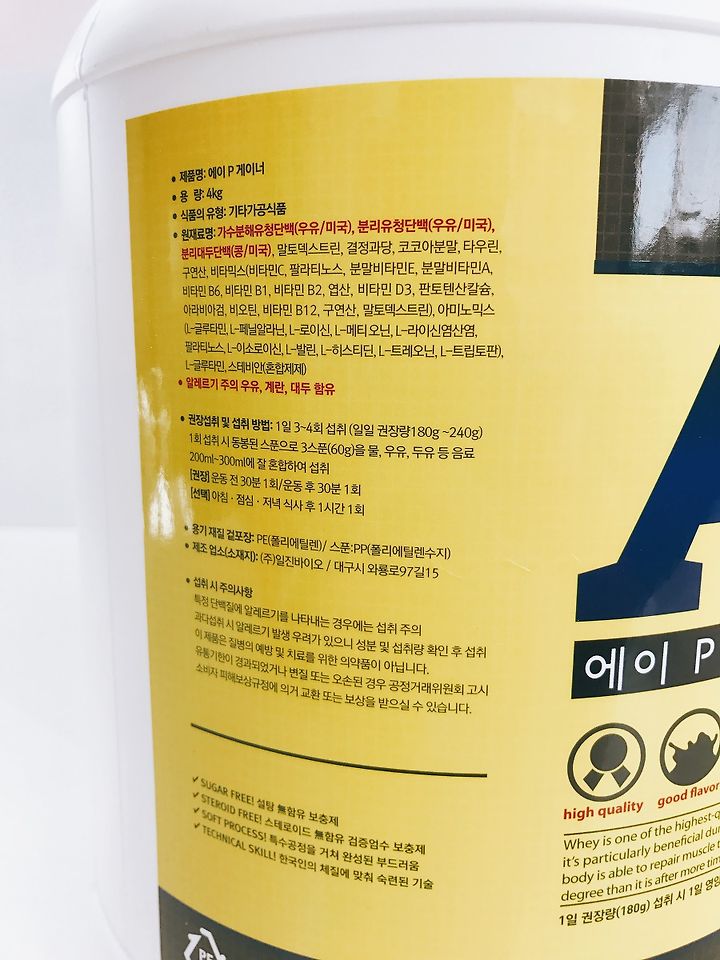 • 제품명: 에이 P 게이너
• 용 량: 4kg
• 식품의 유형: 기타가공식품
• 원재료명: 가수분해유청단백(우유/미국), 분리유청단백(우유/미국),
분리대두단백(콩/미국), 말토덱스트린, 결정과당, 코코아분말, 타우린,
구연산, 비타믹스(비타민C, 팔라티노스, 분말비타민E, 분말비타민A,
비타민 B6, 비타민 B1, 비타민 B2, 엽산, 비타민 D3, 판토텐산칼슘,
아라비아검, 비오틴, 비타민 B12, 구연산, 말토덱스트린), 아미노믹스
(L-글루타민, L-페닐알라닌, L-로이신, L-메티오닌, L-라이신염산염,
팔라티노스, L-이소로이신, L-발린, L-히스티딘, L-트레오닌, L-트립토판),
L-글루타민, 스테비안(혼합제제)
• 알레르기 주의 우유, 계란, 대두 함유
• 권장섭취 및 섭취 방법: 1일 3~4회 섭취 (일일 권장량180g ~240g)
1회 섭취 시 동봉된 스푼으로 3스푼(60g)을 물, 우유, 두유 등 음료
200ml~300ml에 잘 혼합하여 섭취
[권장] 운동 전 30분 1회/운동 후 30분 1회
[선택] 아침 · 점심 · 저녁 식사 후 1시간 1회
• 용기 재질 겉포장: PE(폴리에틸렌)/ 스푼:PP(폴리에틸렌수지)
• 제조 업소(소재지): (주)일진바이오 / 대구시 와룡로97길15
• 섭취 시 주의사항
특정 단백질에 알레르기를 나타내는 경우에는 섭취 주의
과다섭취 시 알레르기 발생 우려가 있으니 성분 및 섭취량 확인 후 섭취
이 제품은 질병의 예방 및 치료를 위한 의약품이 아닙니다.
유통기한이 경과되었거나 변질 또는 오손된 경우 공정거래위원회 고시
소비자 피해보상규정에 의거 교환 또는 보상을 받으실 수 있습니다.
✔ SUGAR FREE! 설탕 無함유 보충제
✔ STEROID FREE! 스테로이드 無함유 검증엄수 보충제
✔ SOFT PROCESS! 특수공정을 거쳐 완성된 부드러움
✔ TECHNICAL SKILL! 한국인의 체질에 맞춰 숙련된 기술
PE
A
에이 P
high quality good flavor
Whey is one of the highest-q
it's particularly beneficial du
body is able to repair muscle t
degree than it is after more tim
1일 권장량(180g) 섭취 시 1일 영양